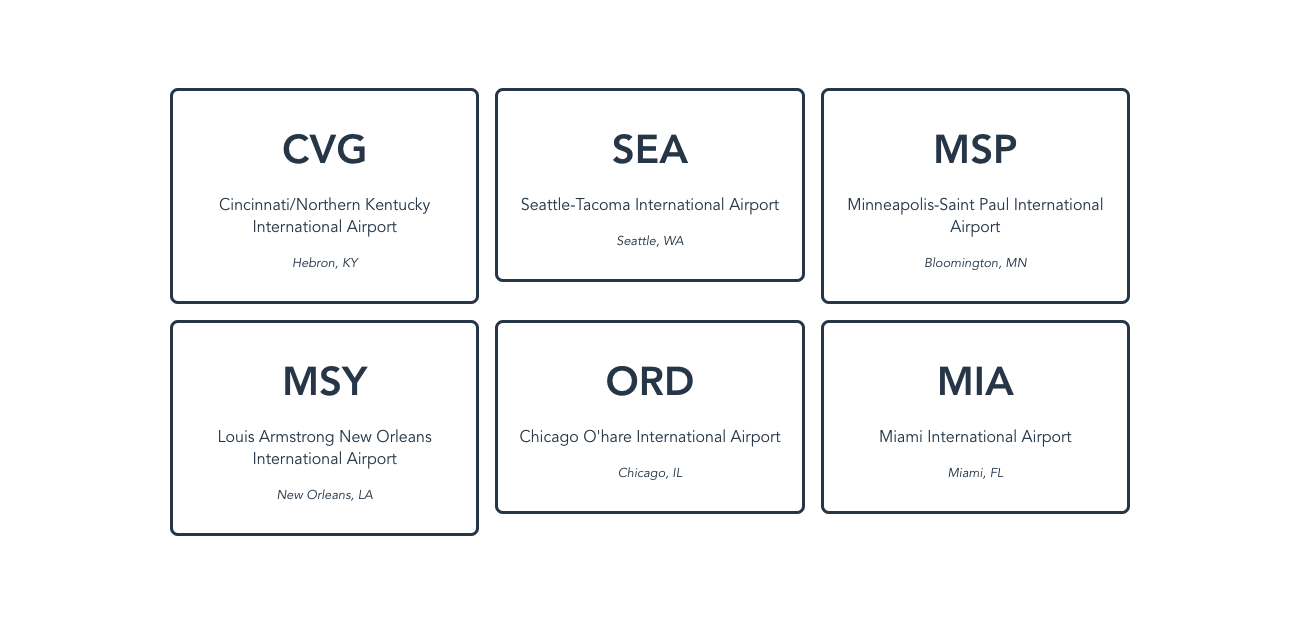 CVG
Cincinnati/Northern Kentucky
International Airport
Hebron, KY
SEA
Seattle-Tacoma International Airport
Seattle, WA
MSP
Minneapolis-Saint Paul International
Airport
Bloomington, MN
MSY
Louis Armstrong New Orleans
International Airport
New Orleans, LA
ORD
Chicago O'hare International Airport
Chicago, IL
MIA
Miami International Airport
Miami, FL